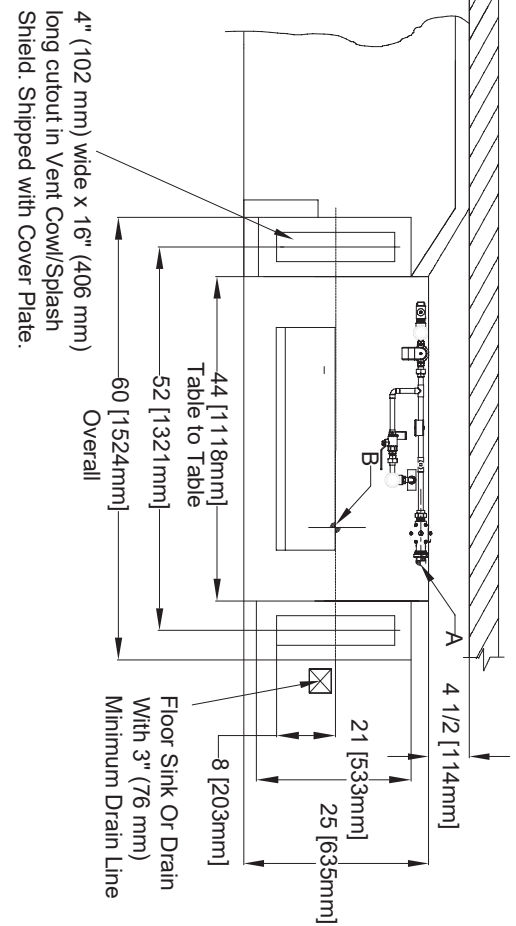 4" (102 mm) wide x 16" (406 mm)
long cutout in Vent Cowl/Splash
Shield. Shipped with Cover Plate.
60 [1524mm]
Overall
52 [1321mm]
44 [1118mm]
Table to Table
B
A
4 1/2 [114mm]
25 [635mm]
21 [533mm]
8 [203mm]
Floor Sink Or Drain
With 3" (76 mm)
Minimum Drain Line